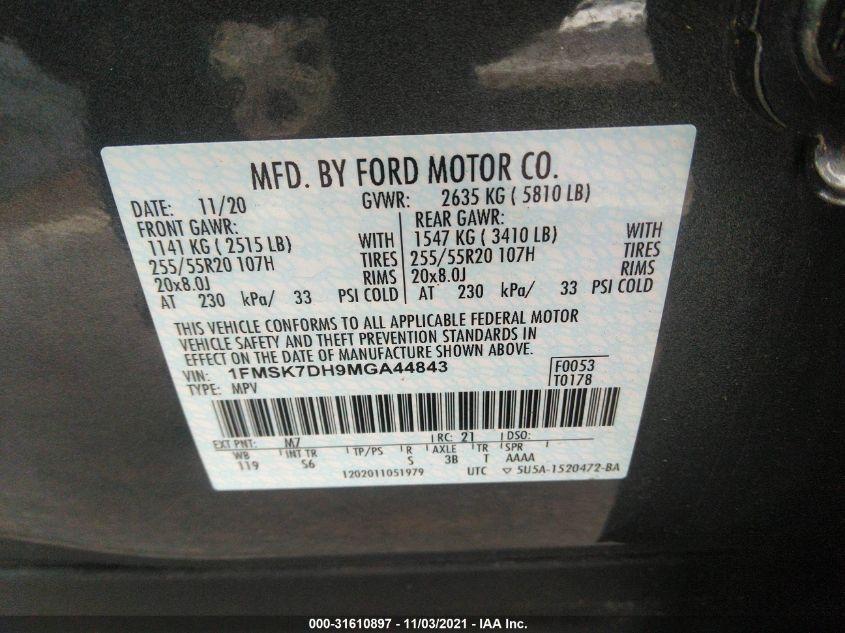 MFD. BY FORD MOTOR CO.
DATE: 11/20 GVWR: 2635 KG ( 5810 LB)
FRONT GAWR: REAR GAWR:
1141 KG ( 2515 LB) WITH 1547 KG ( 3410 LB) WITH
255/55R20 107H TIRES 255/55R20 107H TIRES
20x8.0J RIMS 20x8.0J RIMS
AT 230 kPa/ 33 PSI COLD AT 230 kPa/ 33 PSI COLD
THIS VEHICLE CONFORMS TO ALL APPLICABLE FEDERAL MOTOR
VEHICLE SAFETY AND THEFT PREVENTION STANDARDS IN
EFFECT ON THE DATE OF MANUFACTURE SHOWN ABOVE.
VIN: 1FMSK7DH9MGA44843 F0053
TYPE: MPV T0178
EXT PNT: M7 RC: 21 DSO:
WB INT TR TP/PS R AXLE TR SPR
119 S6 S 3B T AAAA
1202011051979 UTC ▽ 5U5A-1520472-BA
000-31610897 - 11/03/2021 - IAA Inc.